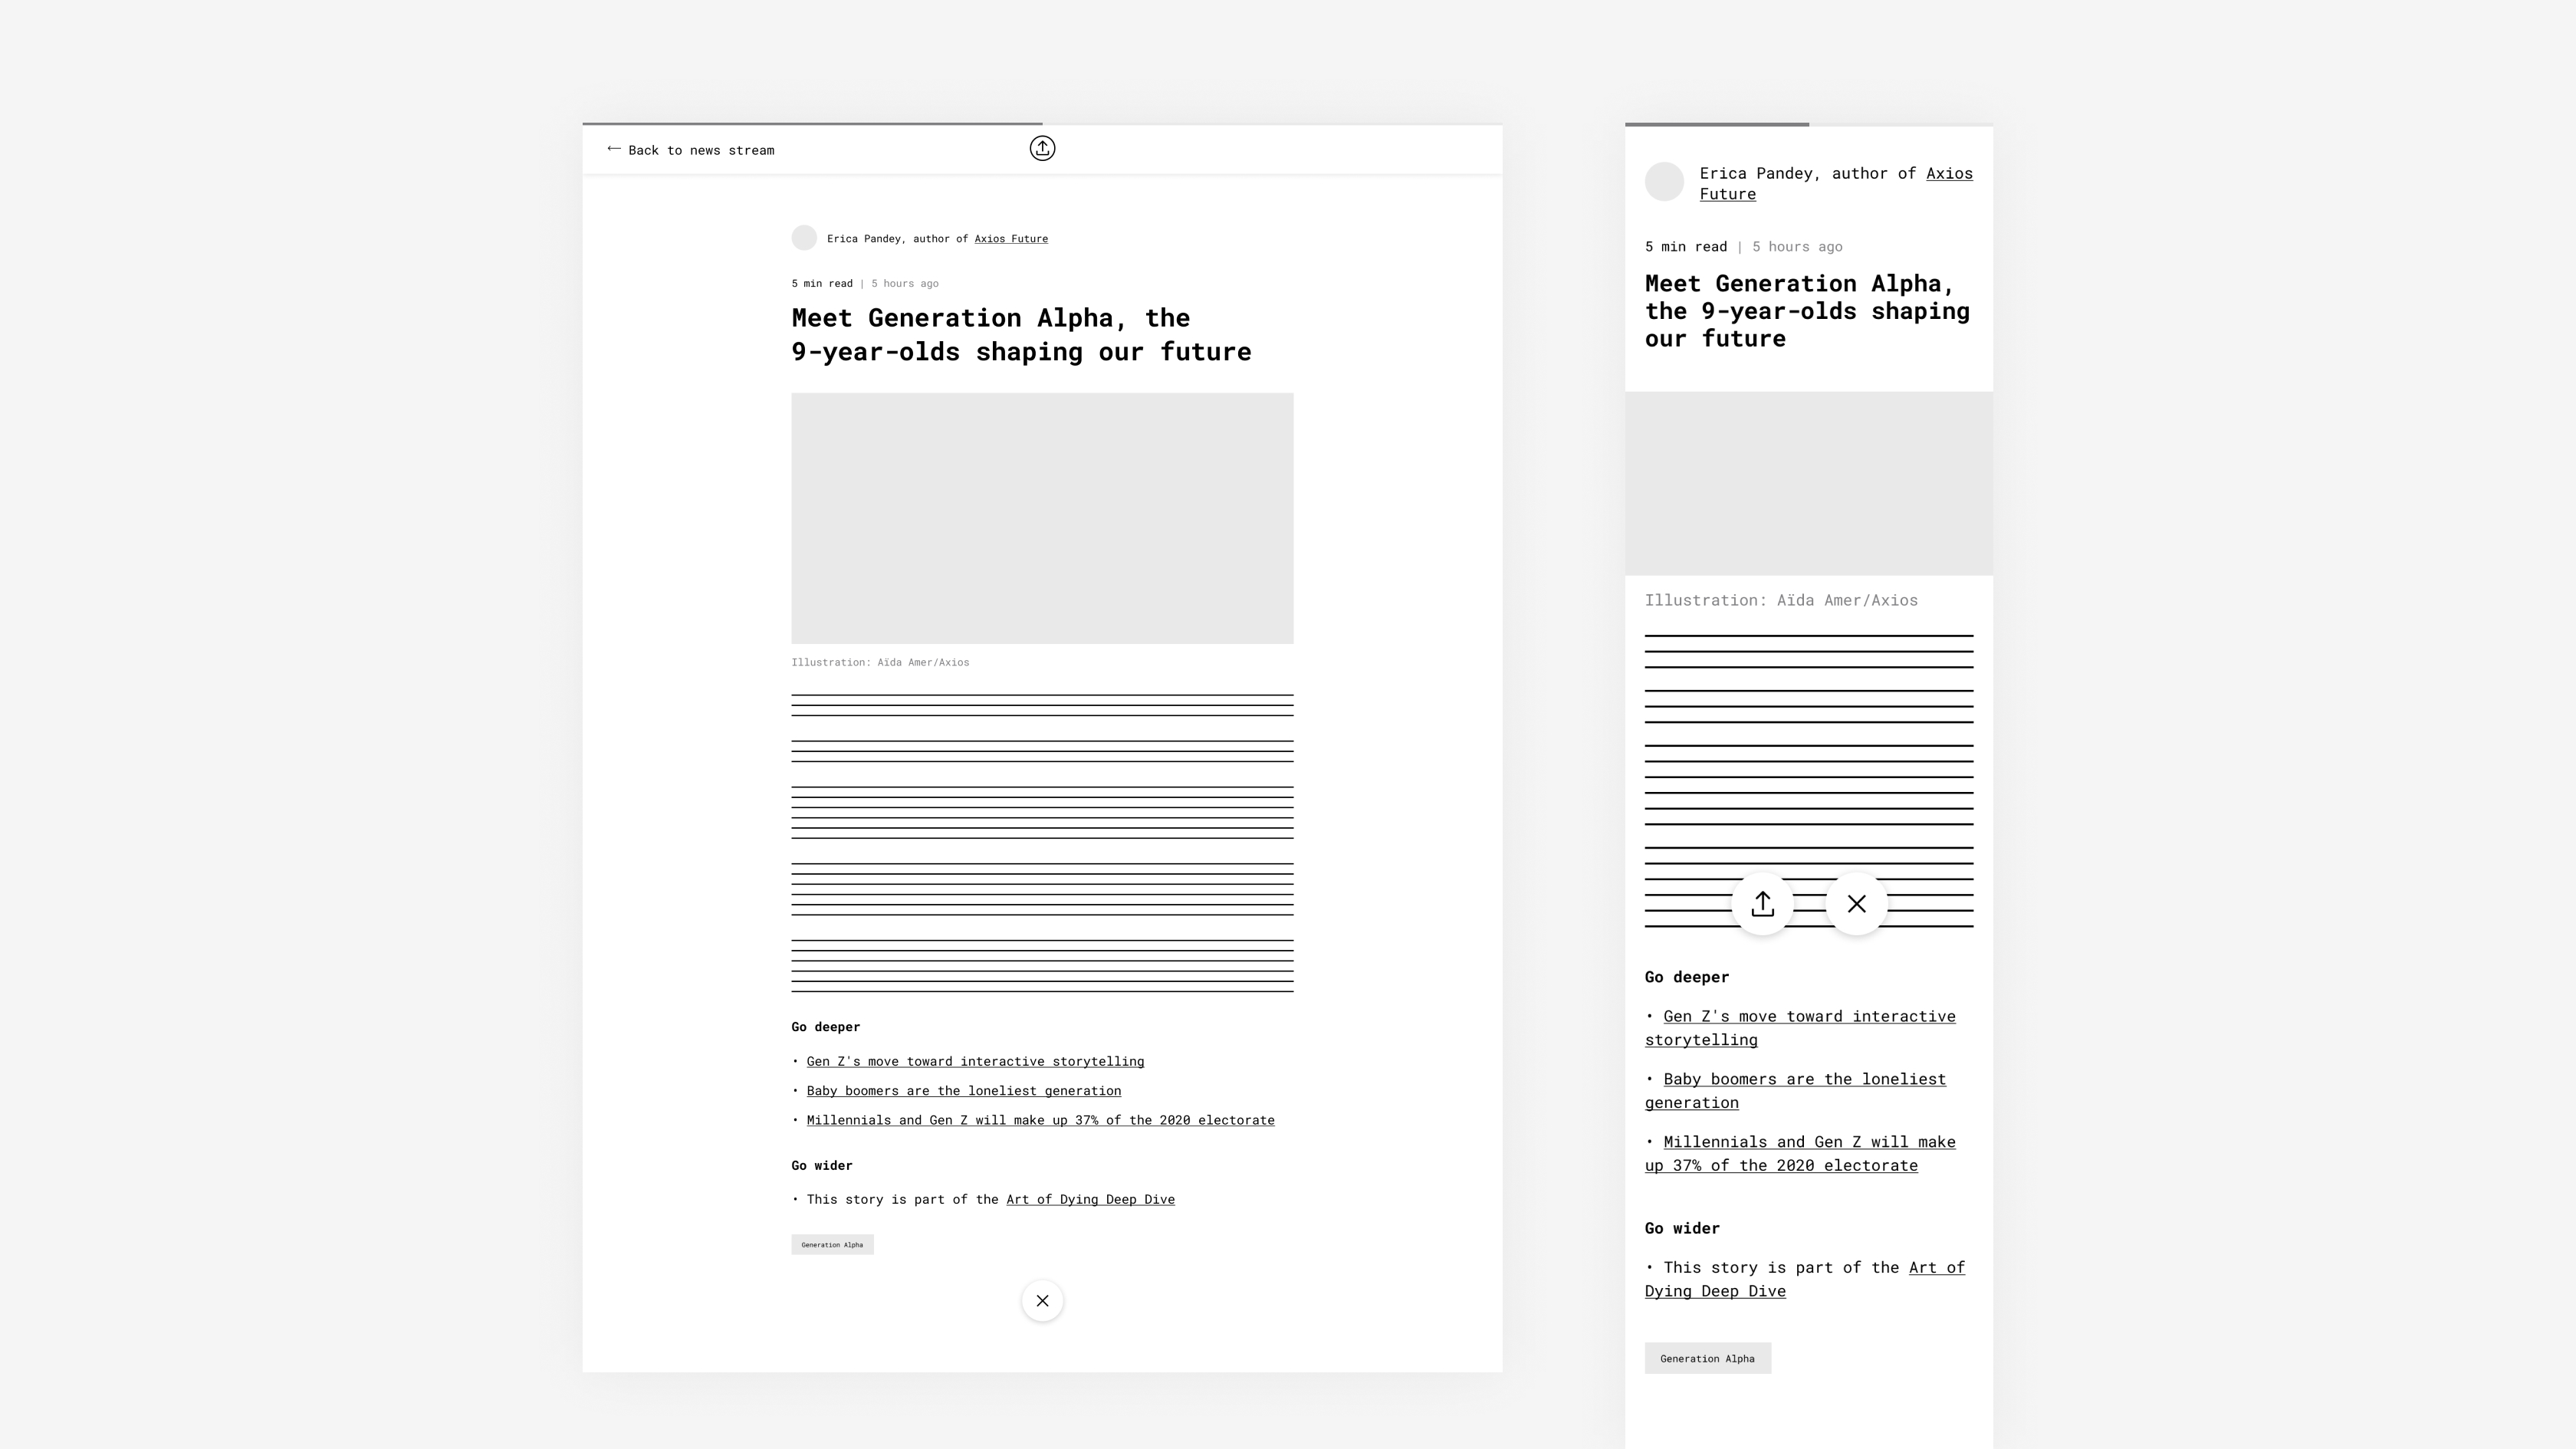 ← Back to news stream
Erica Pandey, author of Axios Future
5 min read | 5 hours ago
Meet Generation Alpha, the
9-year-olds shaping our future
Illustration: Aïda Amer/Axios
Go deeper
• Gen Z's move toward interactive storytelling
• Baby boomers are the loneliest generation
• Millennials and Gen Z will make up 37% of the 2020 electorate
Go wider
• This story is part of the Art of Dying Deep Dive
Generation Alpha
Erica Pandey, author of Axios
Future
5 min read | 5 hours ago
Meet Generation Alpha,
the 9-year-olds shaping
our future
Illustration: Aïda Amer/Axios
Go deeper
• Gen Z's move toward interactive
storytelling
• Baby boomers are the loneliest
generation
• Millennials and Gen Z will make
up 37% of the 2020 electorate
Go wider
• This story is part of the Art of
Dying Deep Dive
Generation Alpha